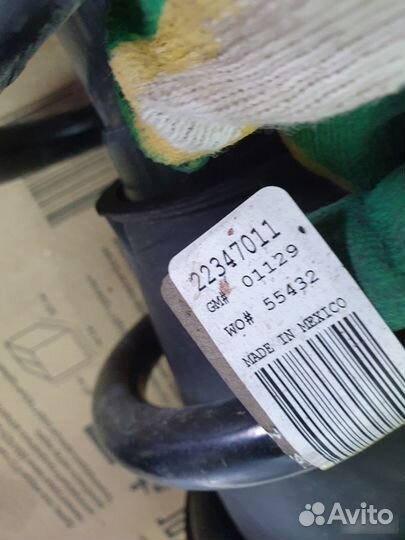 22347011
GM# 01129
WO# 55432
MADE IN MEXICO
Avito